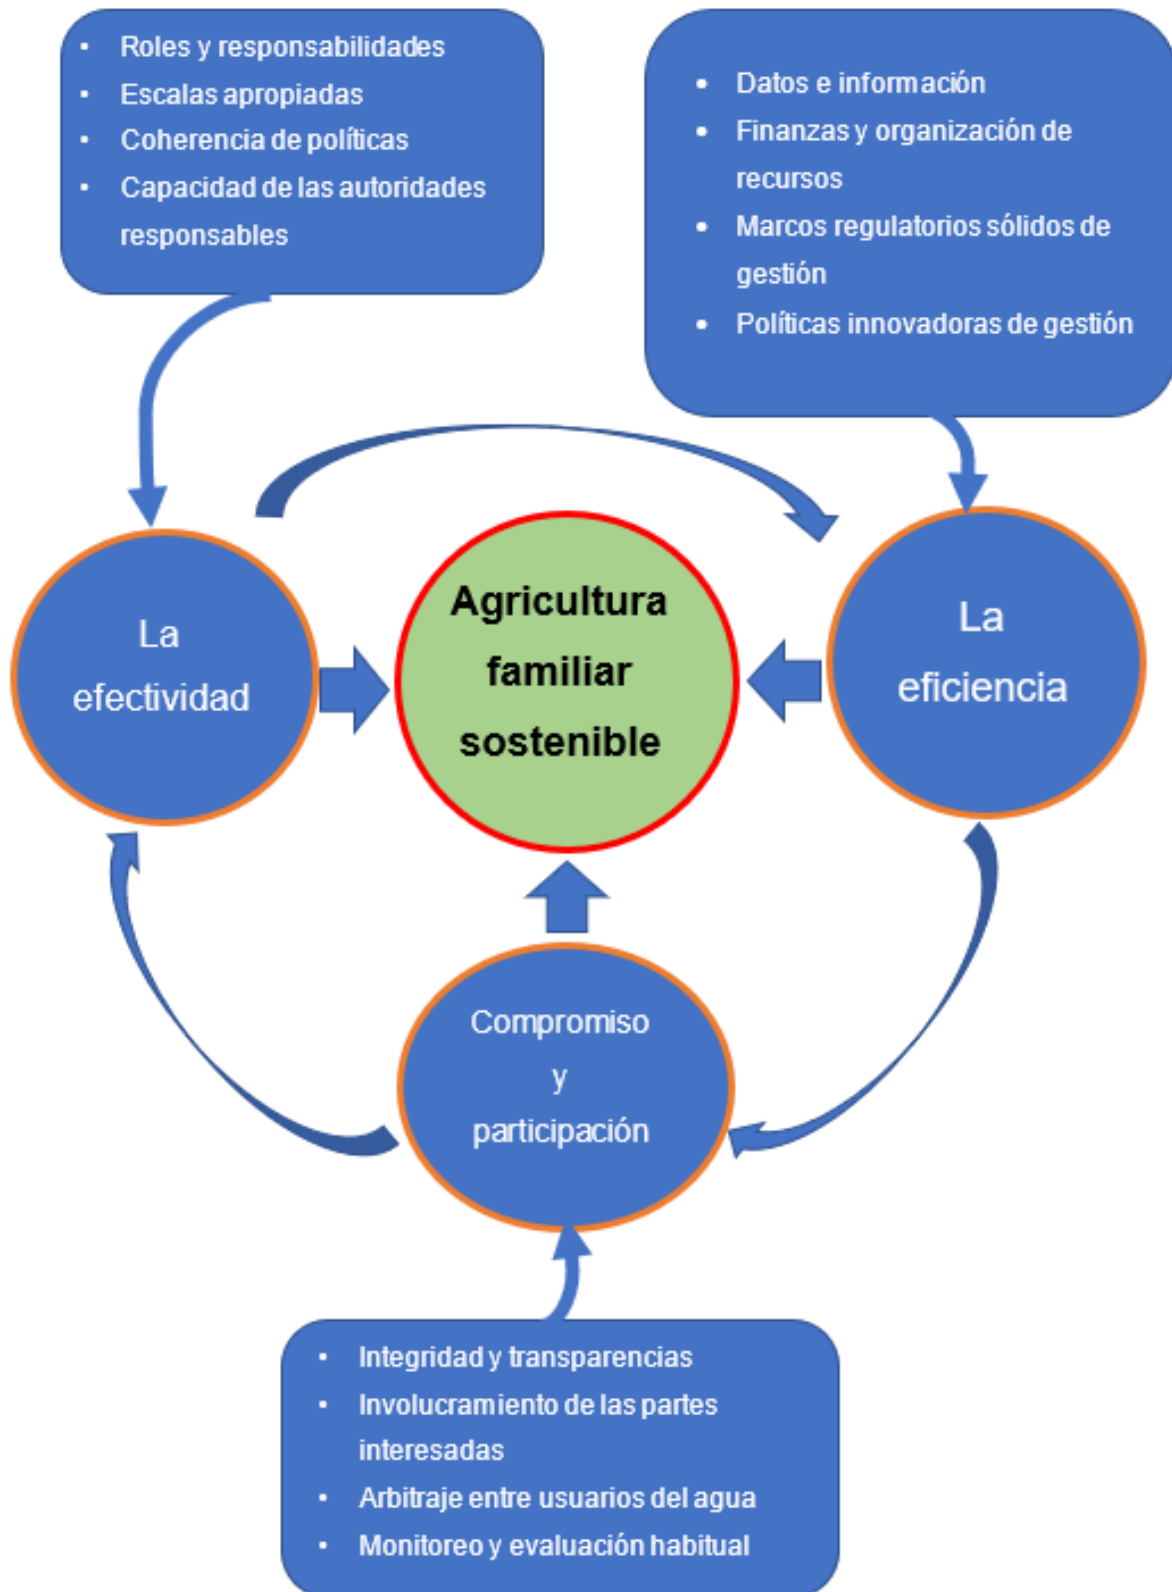 • Roles y responsabilidades
• Escalas apropiadas
• Coherencia de políticas
• Capacidad de las autoridades
responsables
• Datos e información
• Finanzas y organización de
recursos
• Marcos regulatorios sólidos de
gestión
• Políticas innovadoras de gestión
La
efectividad
Agricultura
familiar
sostenible
La
eficiencia
Compromiso
y
participación
• Integridad y transparencias
• Involucramiento de las partes
interesadas
• Arbitraje entre usuarios del agua
• Monitoreo y evaluación habitual